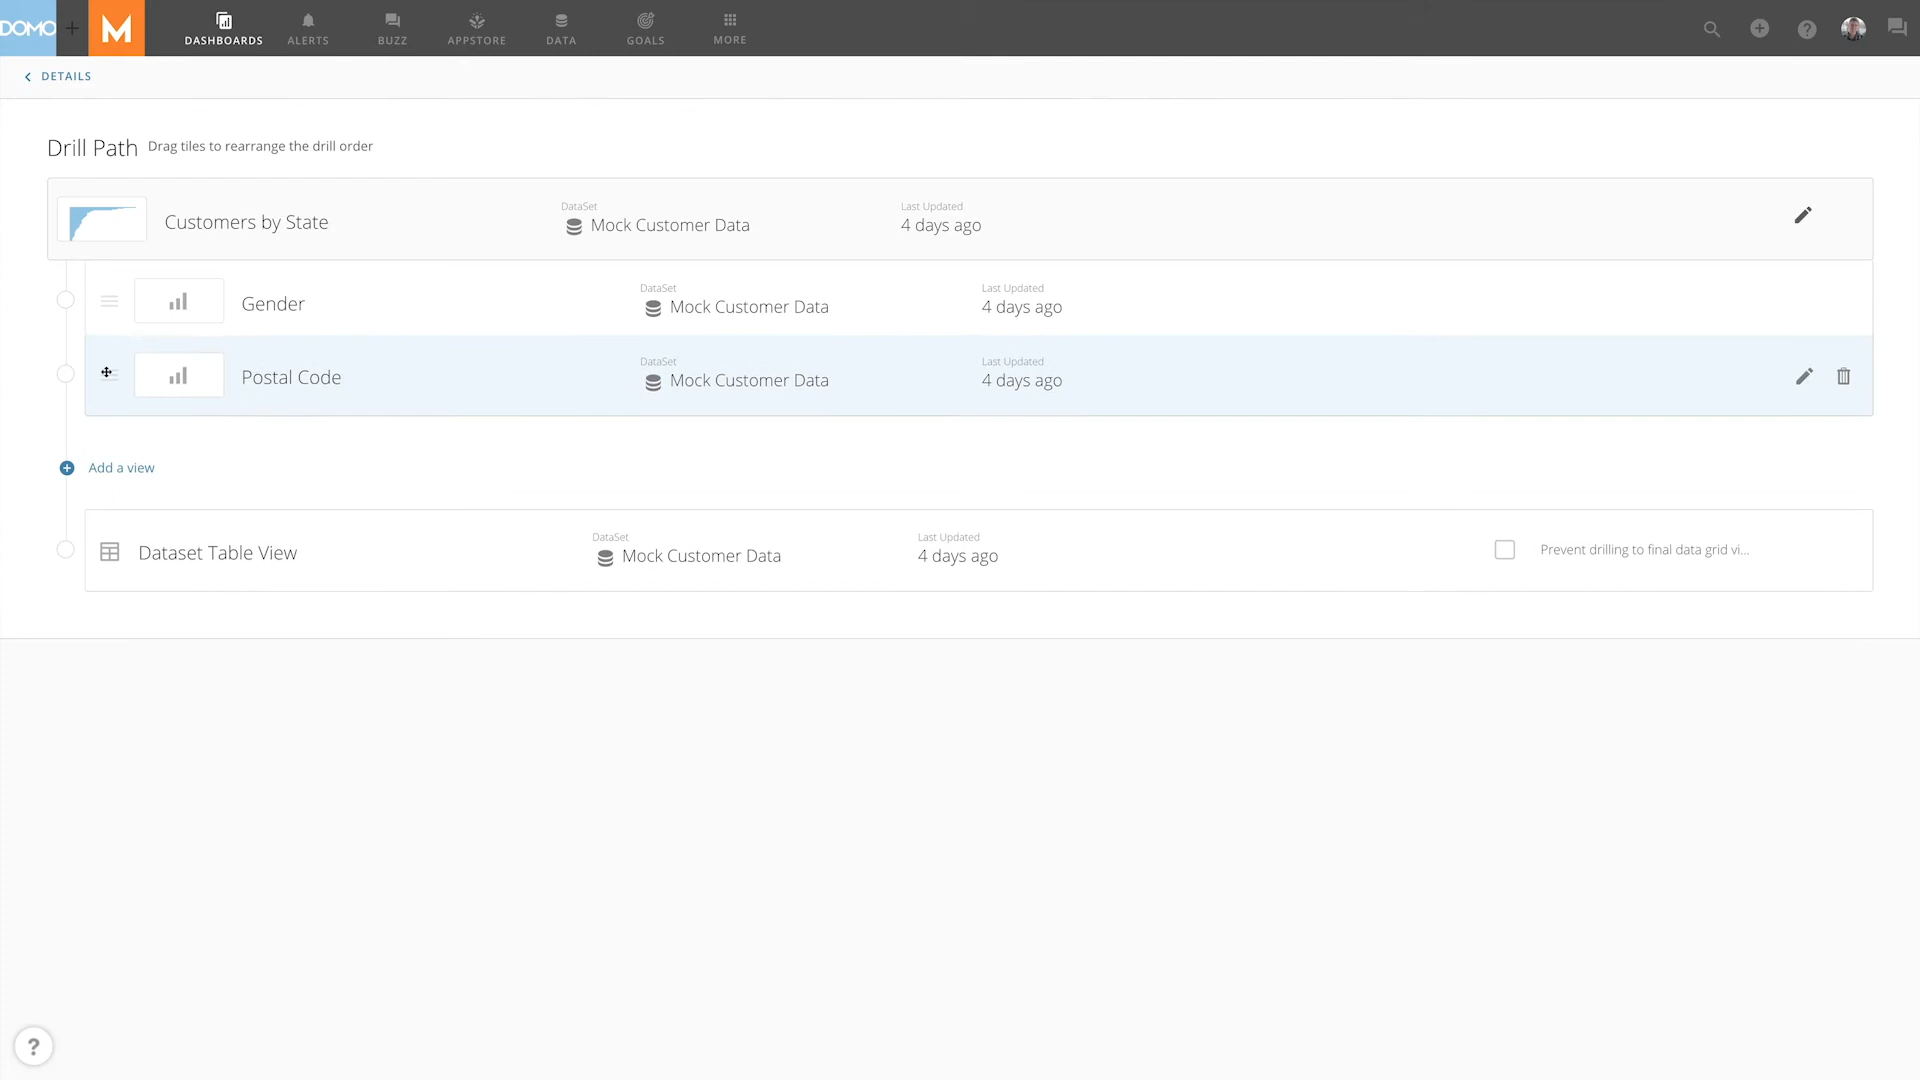 DOMO
M
DASHBOARDS
ALERTS
BUZZ
APPSTORE
DATA
GOALS
MORE
DETAILS
Drill Path Drag tiles to rearrange the drill order
Customers by State
DataSet
Mock Customer Data
Last Updated
4 days ago
Gender
DataSet
Mock Customer Data
Last Updated
4 days ago
Postal Code
DataSet
Mock Customer Data
Last Updated
4 days ago
Add a view
Dataset Table View
DataSet
Mock Customer Data
Last Updated
4 days ago
Prevent drilling to final data grid vi...
?